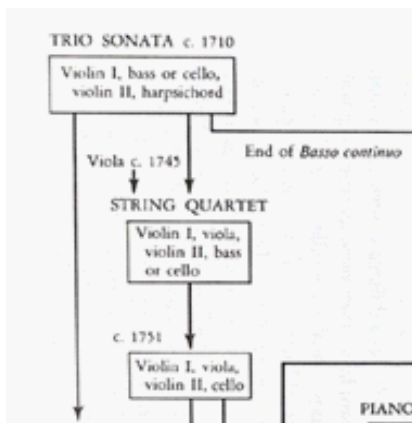 TRIO SONATA c. 1710
Violin I, bass or cello,
violin II, harpsichord
End of Basso continuo
Viola c. 1745
STRING QUARTET
Violin I, viola,
violin II, bass
or cello
c. 1751
Violin I, viola,
violin II, cello
PIANO